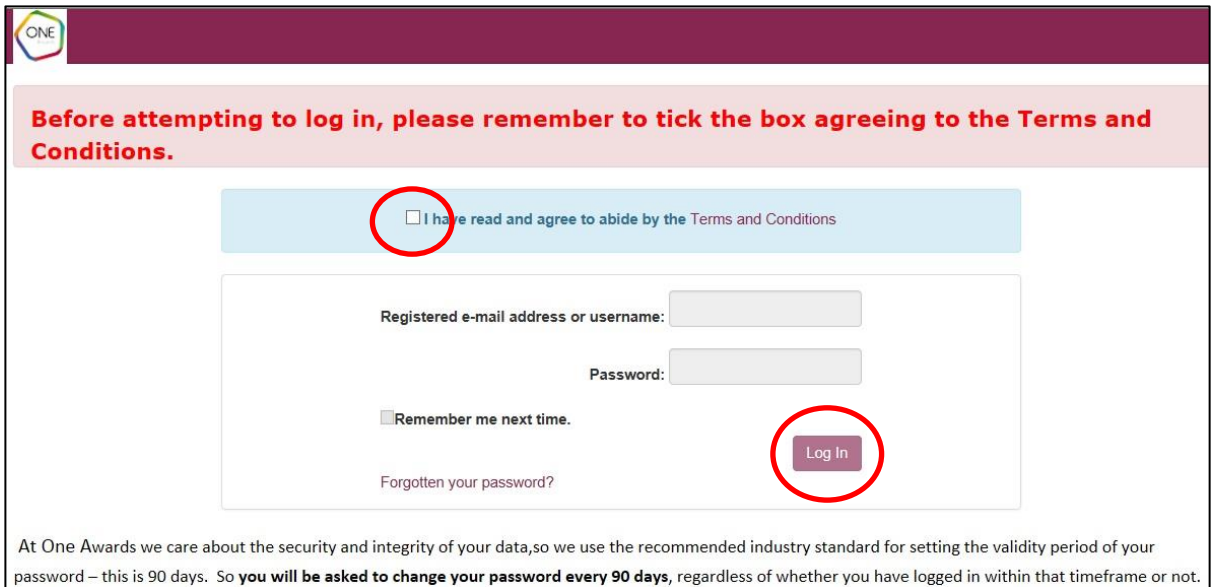 ONE
Before attempting to log in, please remember to tick the box agreeing to the Terms and
Conditions.
I have read and agree to abide by the Terms and Conditions
Registered e-mail address or username:
Password:
Remember me next time.
Log In
Forgotten your password?
At One Awards we care about the security and integrity of your data,so we use the recommended industry standard for setting the validity period of your
password – this is 90 days. So you will be asked to change your password every 90 days, regardless of whether you have logged in within that timeframe or not.